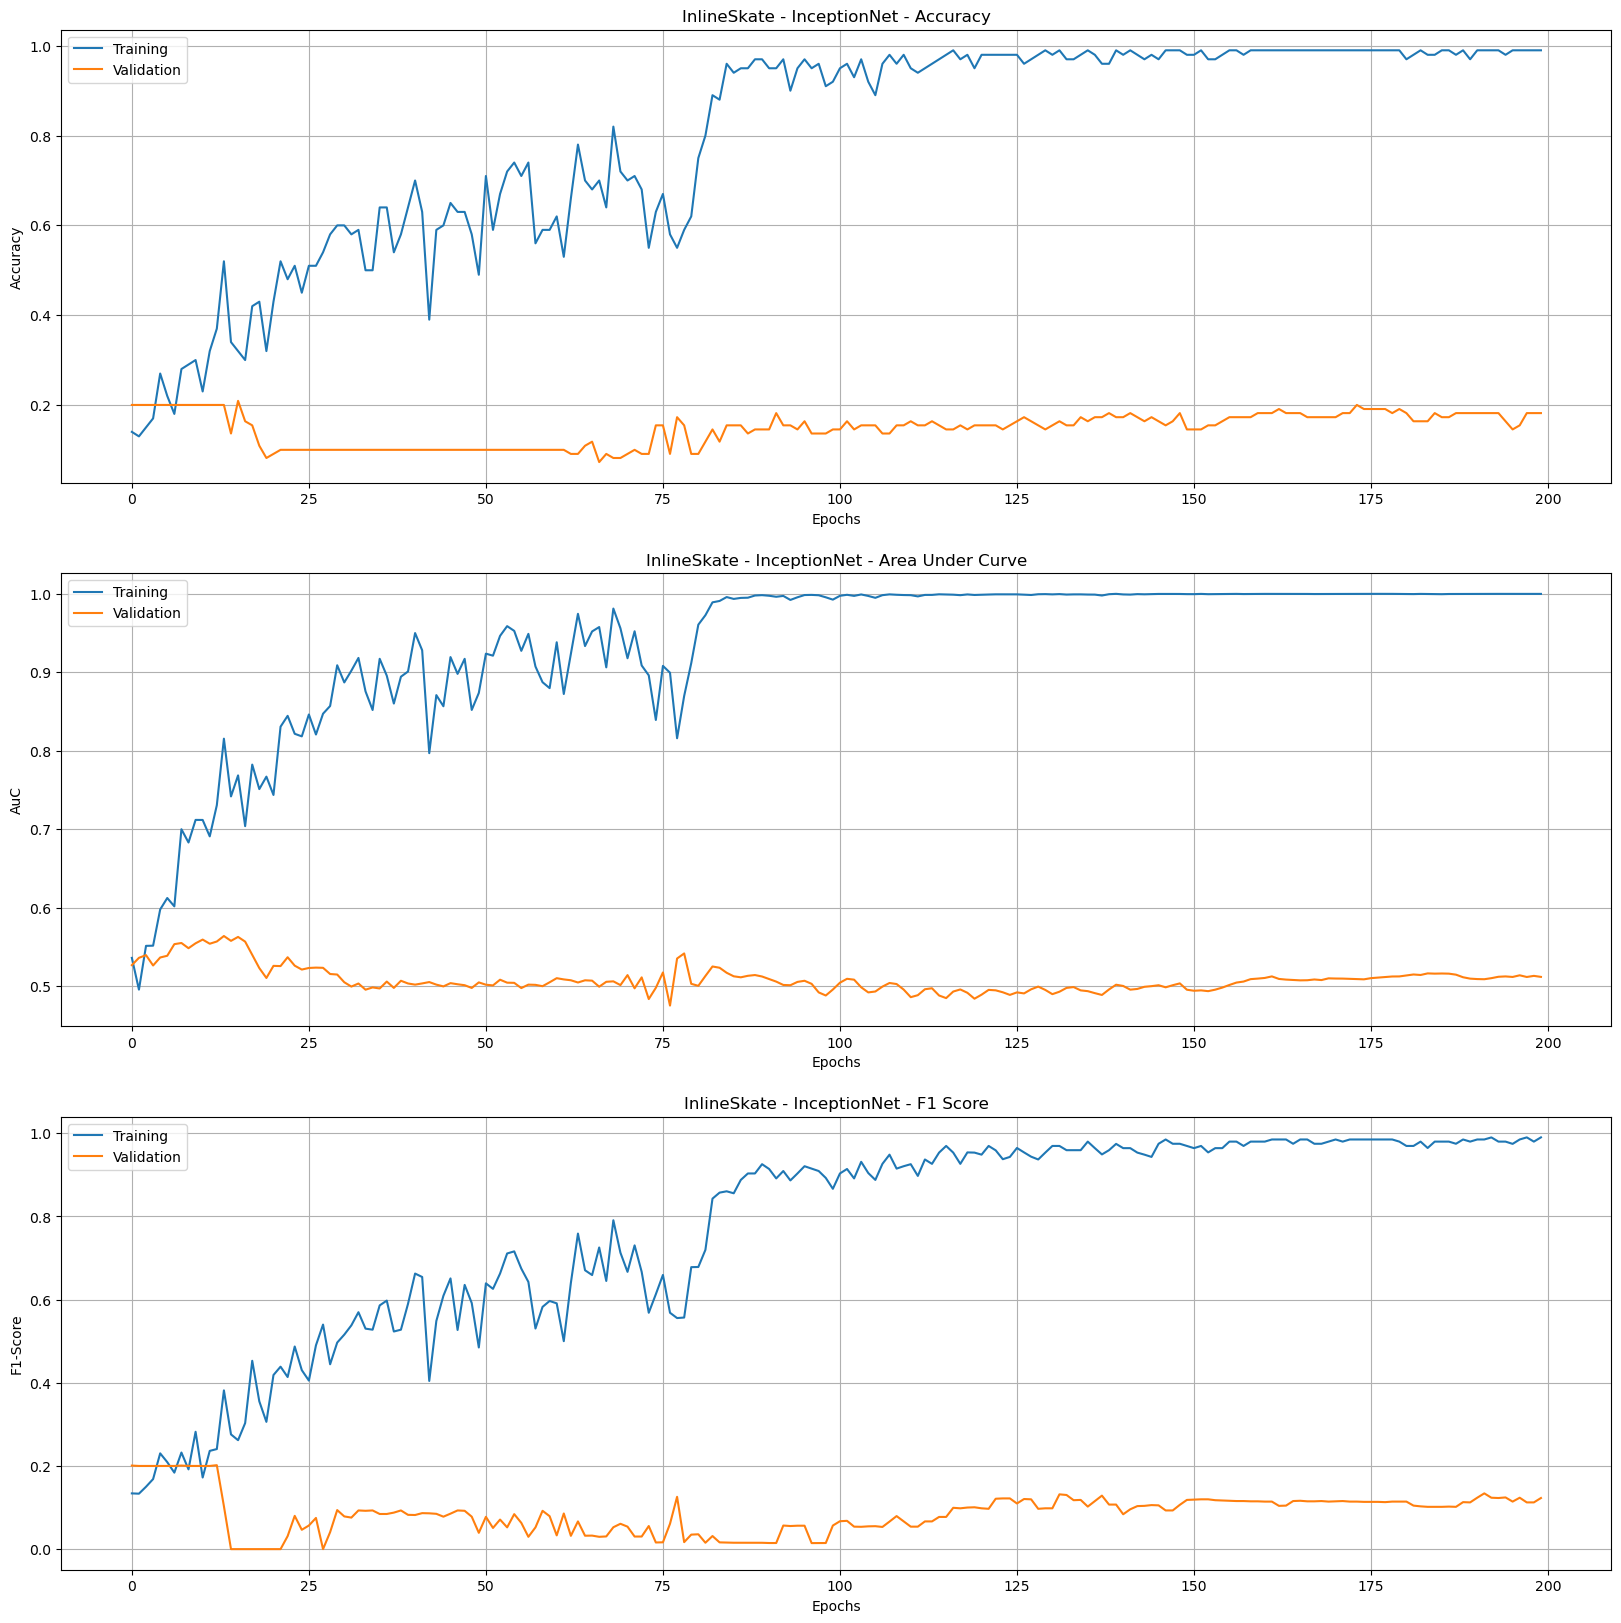 InlineSkate - InceptionNet - Accuracy
Training
Validation
1.0
0.8
0.6
0.4
0.2
Accuracy
0 25 50 75 100 125 150 175 200
Epochs
InlineSkate - InceptionNet - Area Under Curve
Training
Validation
1.0
0.9
0.8
0.7
0.6
0.5
AuC
0 25 50 75 100 125 150 175 200
Epochs
InlineSkate - InceptionNet - F1 Score
Training
Validation
1.0
0.8
0.6
0.4
0.2
0.0
F1-Score
0 25 50 75 100 125 150 175 200
Epochs